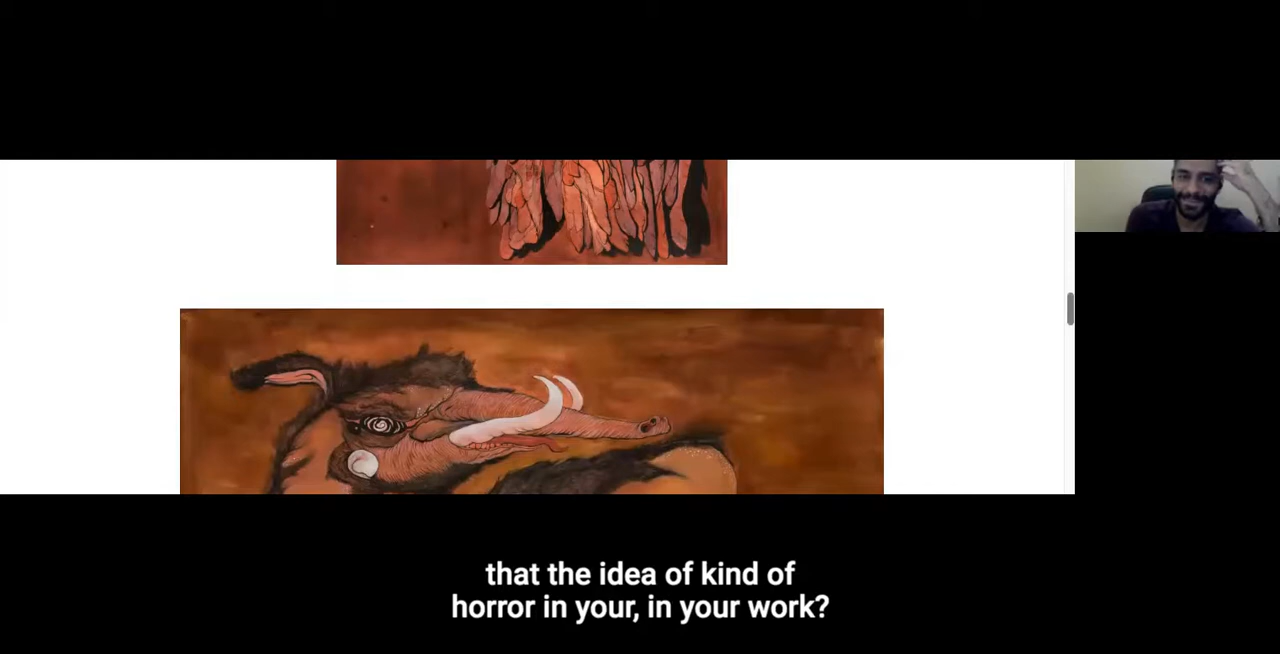 that the idea of kind of
horror in your, in your work?